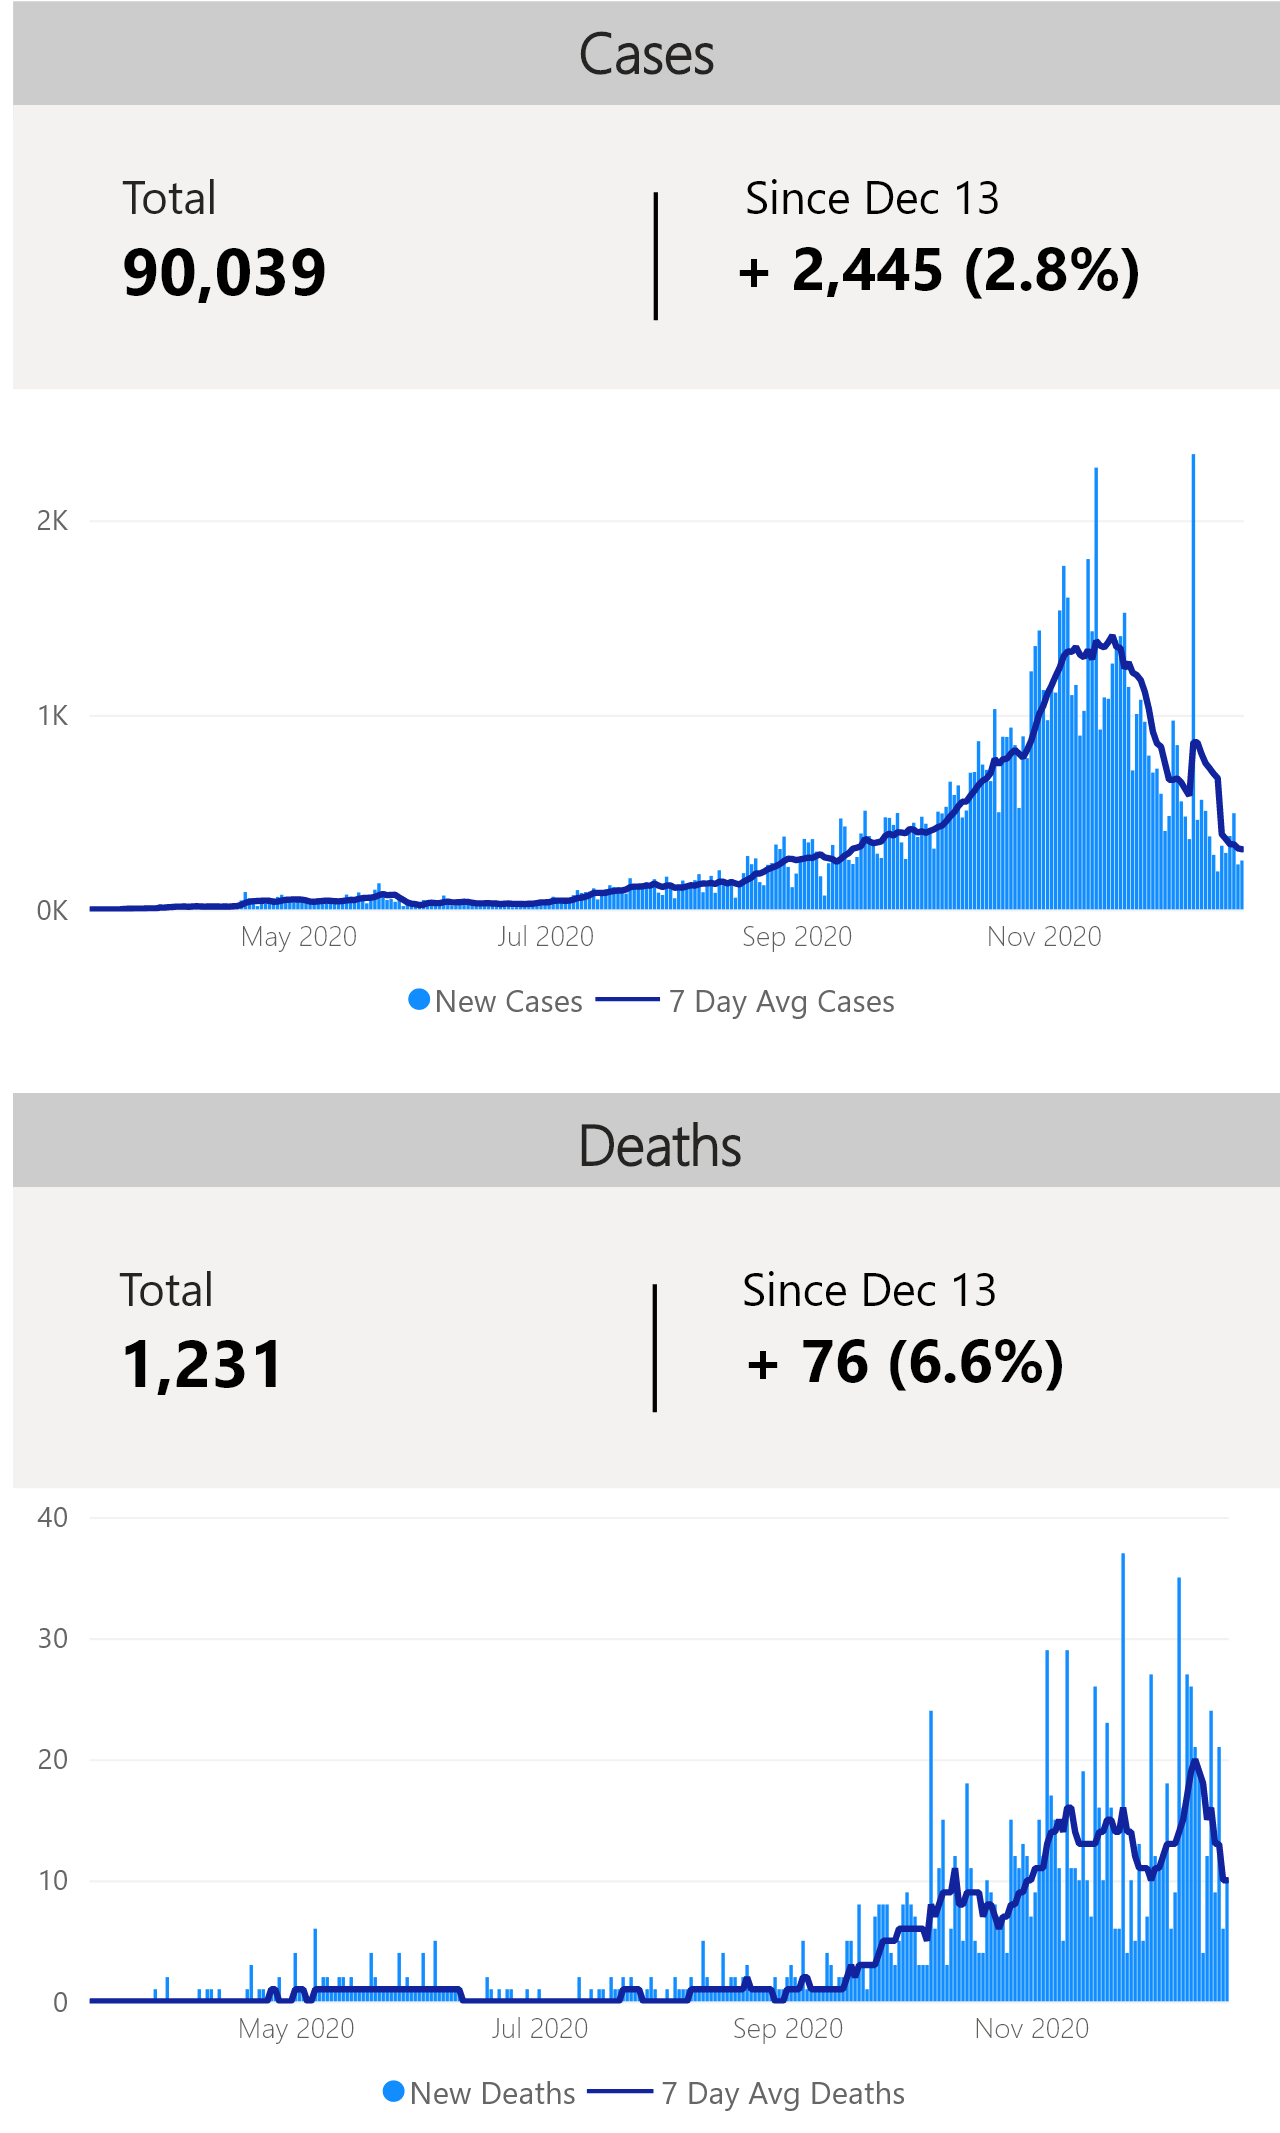 Cases
Total
90,039
Since Dec 13
+ 2,445 (2.8%)
2K
1K
0K
May 2020
Jul 2020
Sep 2020
Nov 2020
New Cases
7 Day Avg Cases
Deaths
Total
1,231
Since Dec 13
+ 76 (6.6%)
40
30
20
10
0
May 2020
Jul 2020
Sep 2020
Nov 2020
New Deaths
7 Day Avg Deaths